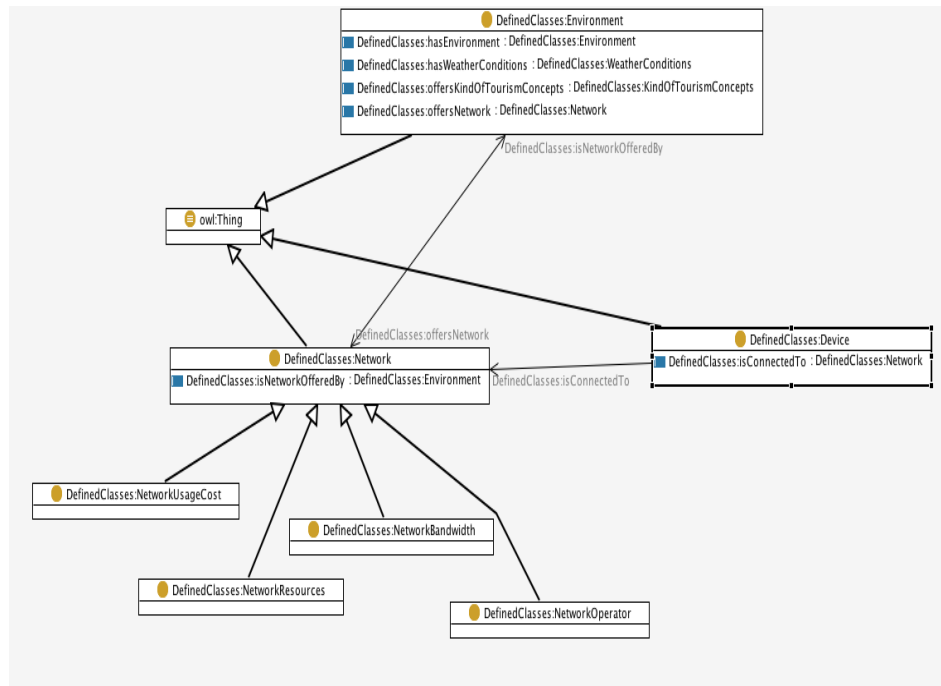 DefinedClasses:Environment
DefinedClasses:hasEnvironment : DefinedClasses:Environment
DefinedClasses:hasWeatherConditions : DefinedClasses:WeatherConditions
DefinedClasses:offersKindOfTourismConcepts : DefinedClasses:KindOfTourismConcepts
DefinedClasses:offersNetwork : DefinedClasses:Network
DefinedClasses:isNetworkOfferedBy
owl:Thing
DefinedClasses:offersNetwork
DefinedClasses:Device
DefinedClasses:isConnectedTo : DefinedClasses:Network
DefinedClasses:Network
DefinedClasses:isNetworkOfferedBy : DefinedClasses:Environment
DefinedClasses:isConnectedTo
DefinedClasses:NetworkUsageCost
DefinedClasses:NetworkBandwidth
DefinedClasses:NetworkResources
DefinedClasses:NetworkOperator